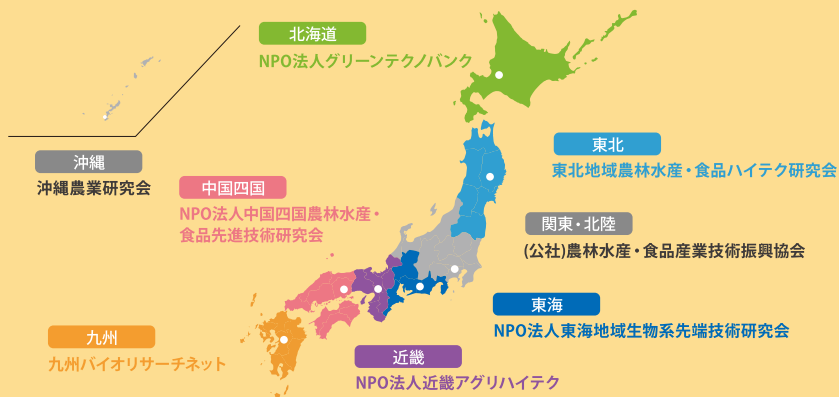 北海道
NPO法人グリーンテクノバンク
東北
東北地域農林水産・食品ハイテク研究会
沖縄
沖縄農業研究会
中国四国
NPO法人中国四国農林水産・
食品先進技術研究会
関東・北陸
(公社)農林水産・食品産業技術振興協会
東海
NPO法人東海地域生物系先端技術研究会
九州
九州バイオリサーチネット
近畿
NPO法人近畿アグリハイテク